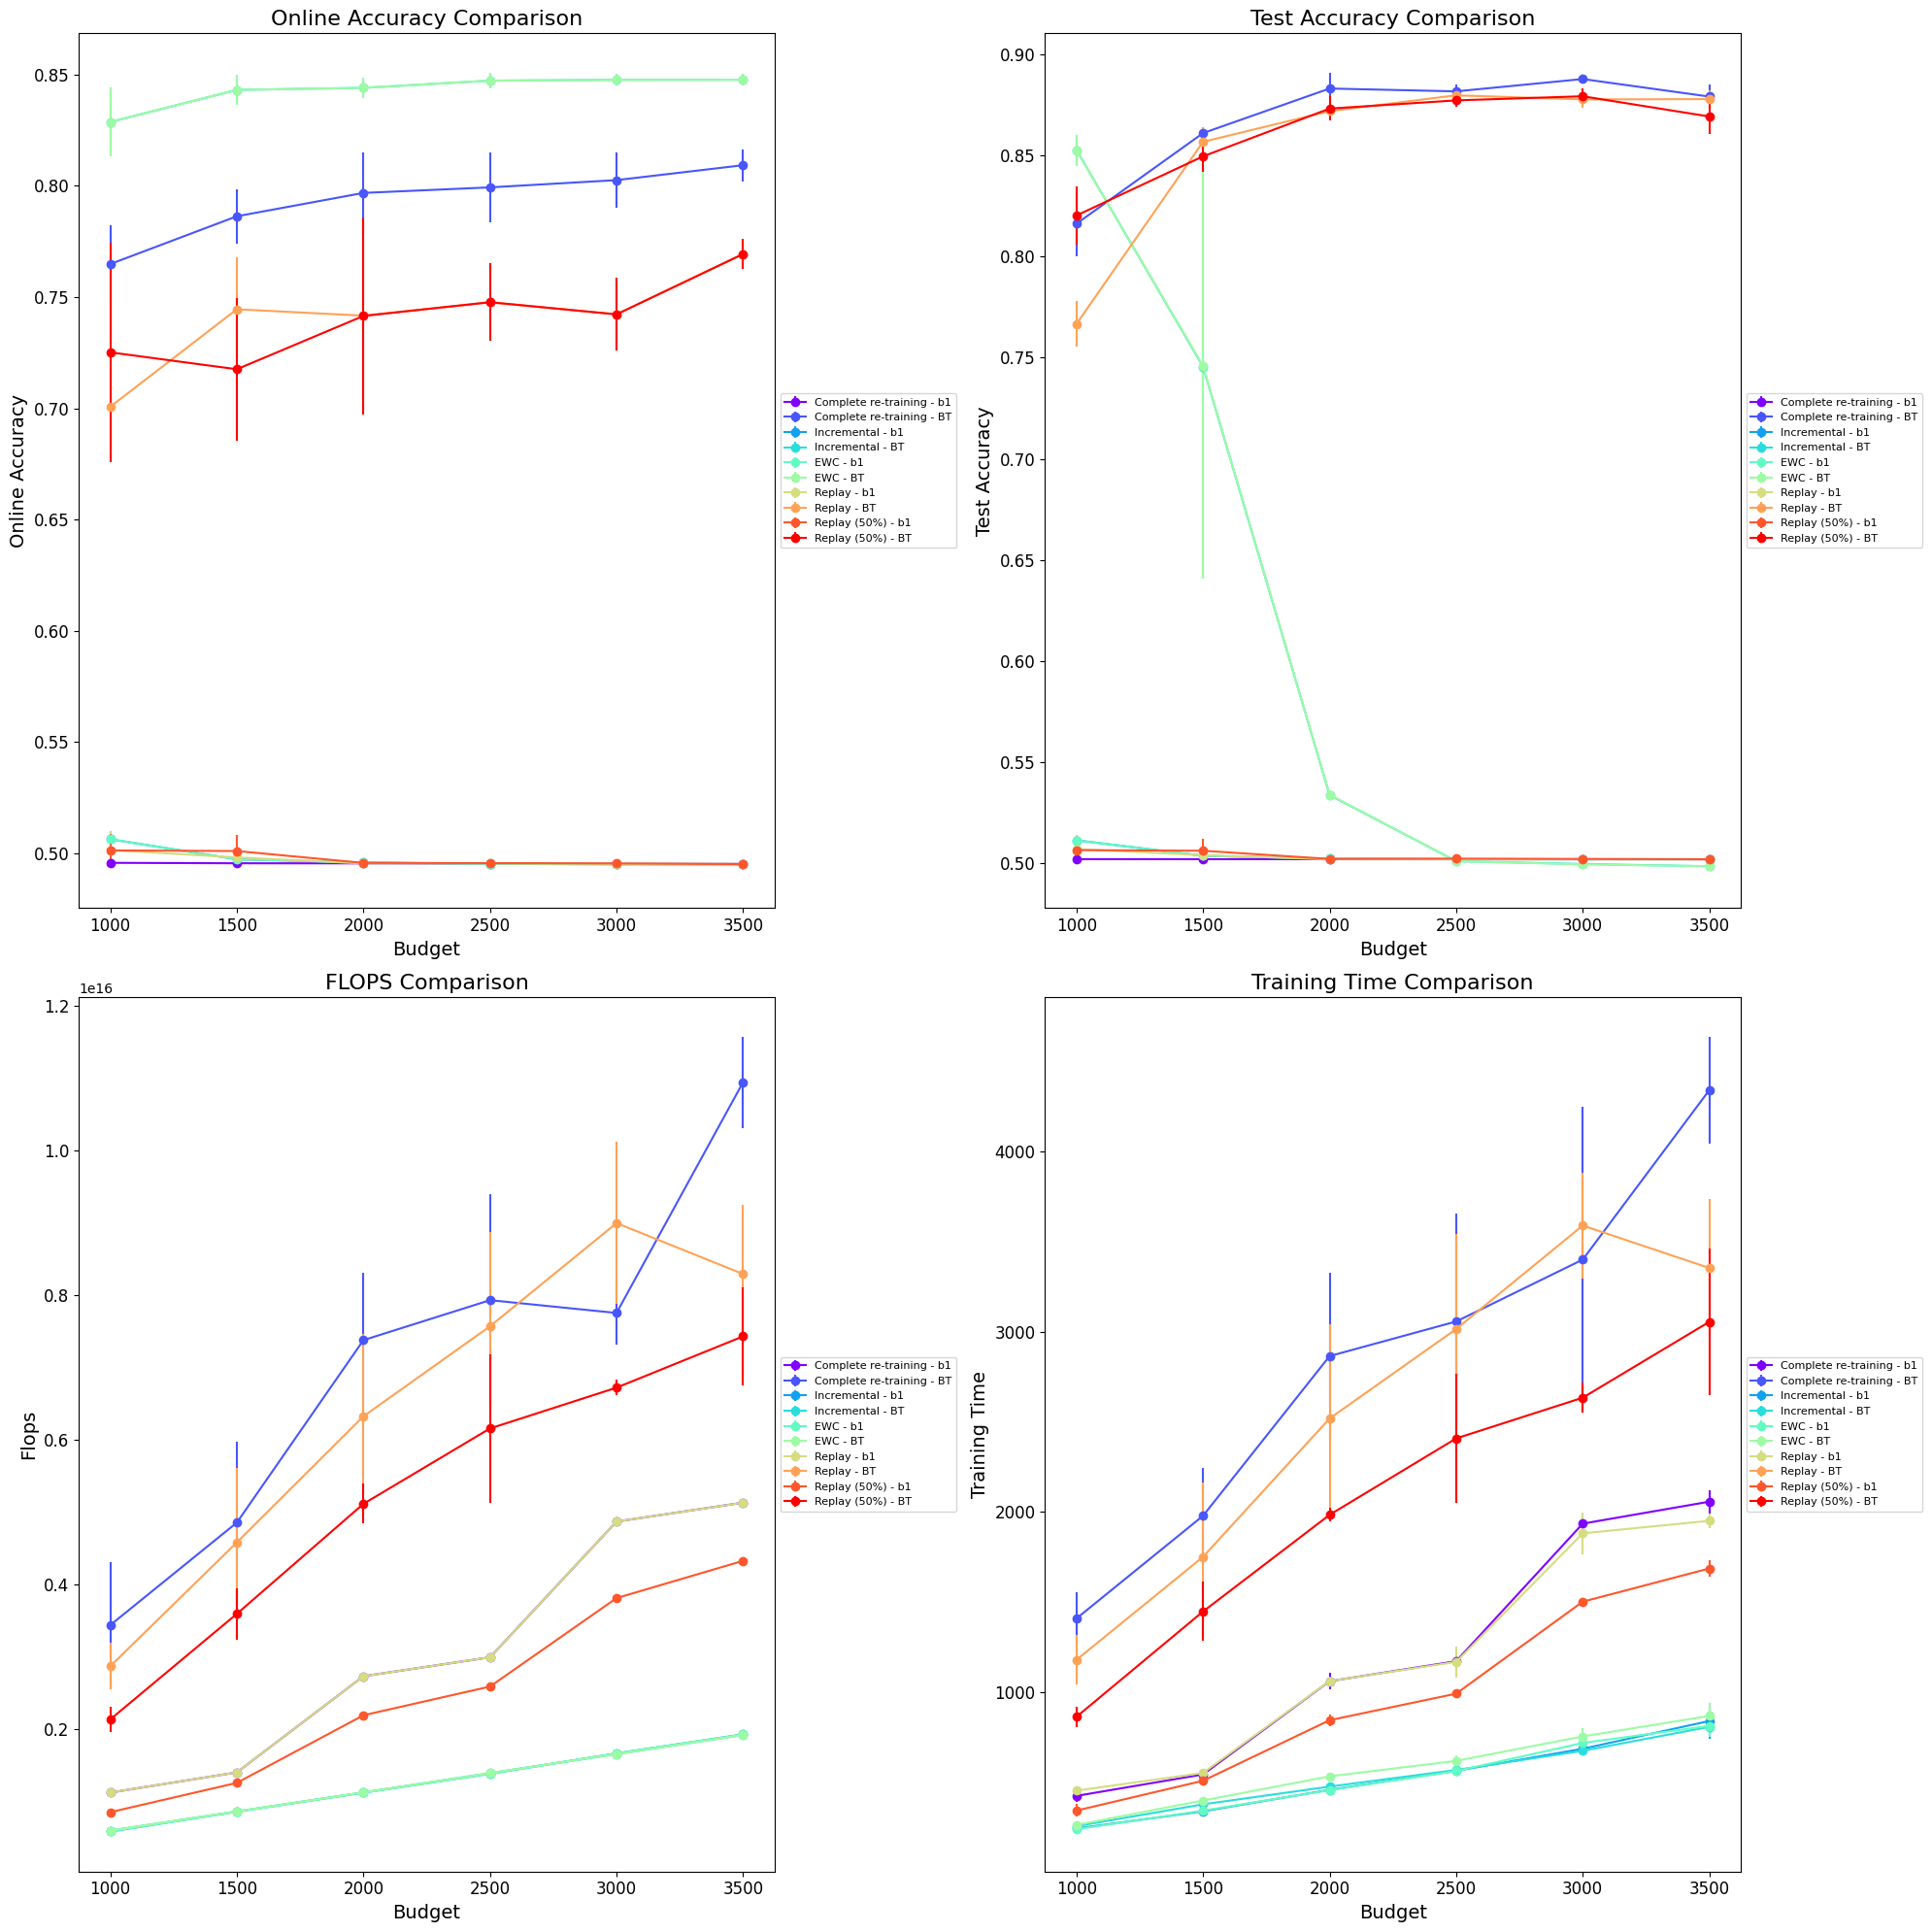 Online Accuracy Comparison
0.85
0.80
0.75
0.70
0.65
0.60
0.55
0.50
Online Accuracy
1000 1500 2000 2500 3000 3500
Budget
Complete re-training - b1
Complete re-training - BT
Incremental - b1
Incremental - BT
EWC - b1
EWC - BT
Replay - b1
Replay - BT
Replay (50%) - b1
Replay (50%) - BT
Test Accuracy Comparison
0.90
0.85
0.80
0.75
0.70
0.65
0.60
0.55
0.50
Test Accuracy
1000 1500 2000 2500 3000 3500
Budget
Complete re-training - b1
Complete re-training - BT
Incremental - b1
Incremental - BT
EWC - b1
EWC - BT
Replay - b1
Replay - BT
Replay (50%) - b1
Replay (50%) - BT
FLOPS Comparison
1e16
1.2
1.0
0.8
0.6
0.4
0.2
Flops
1000 1500 2000 2500 3000 3500
Budget
Complete re-training - b1
Complete re-training - BT
Incremental - b1
Incremental - BT
EWC - b1
EWC - BT
Replay - b1
Replay - BT
Replay (50%) - b1
Replay (50%) - BT
Training Time Comparison
4000
3000
2000
1000
Training Time
1000 1500 2000 2500 3000 3500
Budget
Complete re-training - b1
Complete re-training - BT
Incremental - b1
Incremental - BT
EWC - b1
EWC - BT
Replay - b1
Replay - BT
Replay (50%) - b1
Replay (50%) - BT